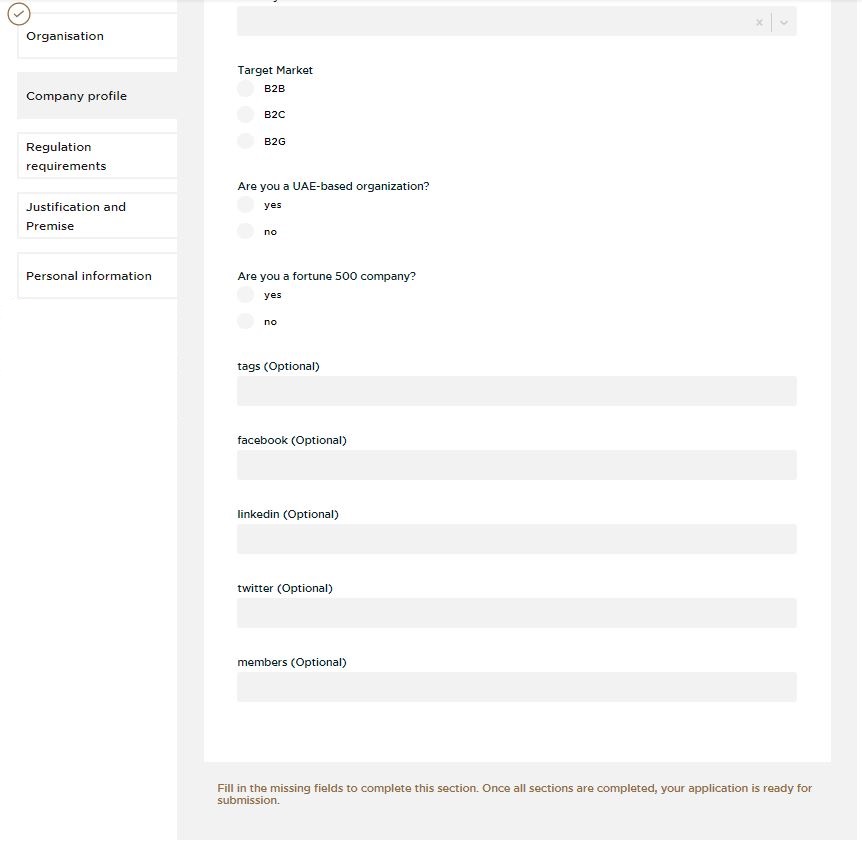 Organisation
Company profile
Regulation
requirements
Justification and
Premise
Personal information
Target Market
B2B
B2C
B2G
Are you a UAE-based organization?
yes
no
Are you a fortune 500 company?
yes
no
tags (Optional)
facebook (Optional)
linkedin (Optional)
twitter (Optional)
members (Optional)
Fill in the missing fields to complete this section. Once all sections are completed, your application is ready for
submission.